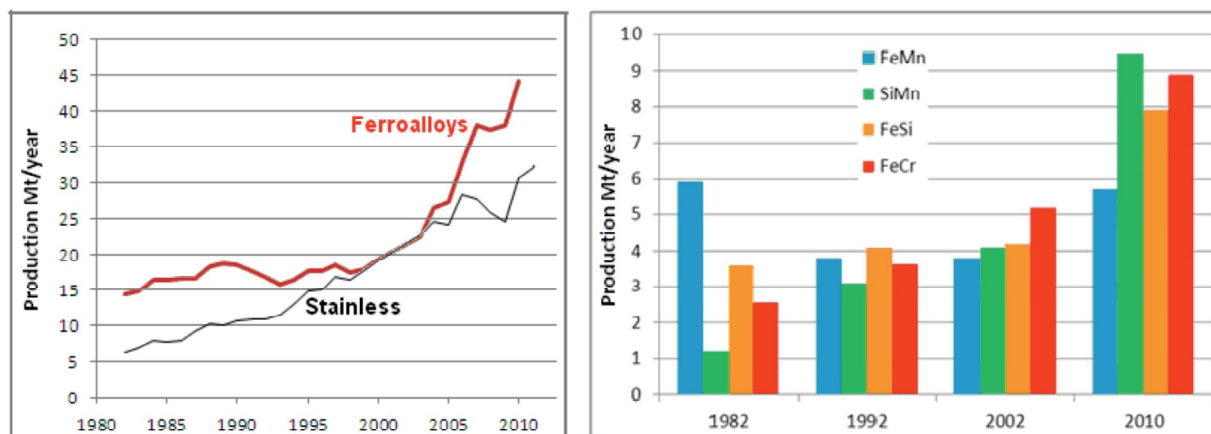 Production Mt/year
50
45
40
35
30
25
20
15
10
5
0
Ferroalloys
Stainless
1980 1985 1990 1995 2000 2005 2010
Production Mt/year
10
9
8
7
6
5
4
3
2
1
0
FeMn
SiMn
FeSi
FeCr
1982 1992 2002 2010